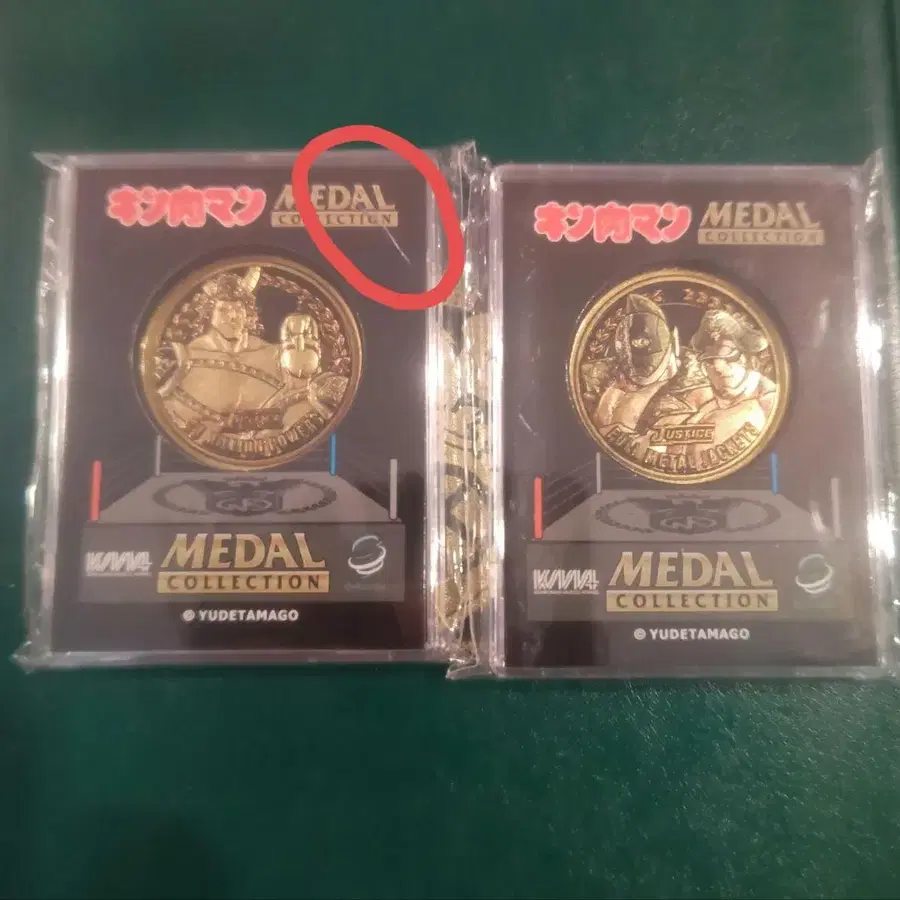 キン肉マン MEDAL
COLLECTION
MEDAL
COLLECTION
© YUDETAMAGO
キン肉マン MEDAL
COLLECTION
JUSTICE
FULL METAL JACKETS
MEDAL
COLLECTION
© YUDETAMAGO